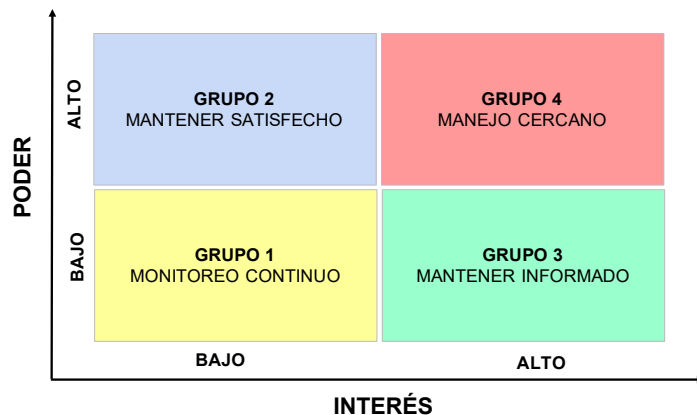 PODER
ALTO
BAJO
GRUPO 2
MANTENER SATISFECHO
GRUPO 4
MANEJO CERCANO
GRUPO 1
MONITOREO CONTINUO
GRUPO 3
MANTENER INFORMADO
BAJO
ALTO
INTERÉS